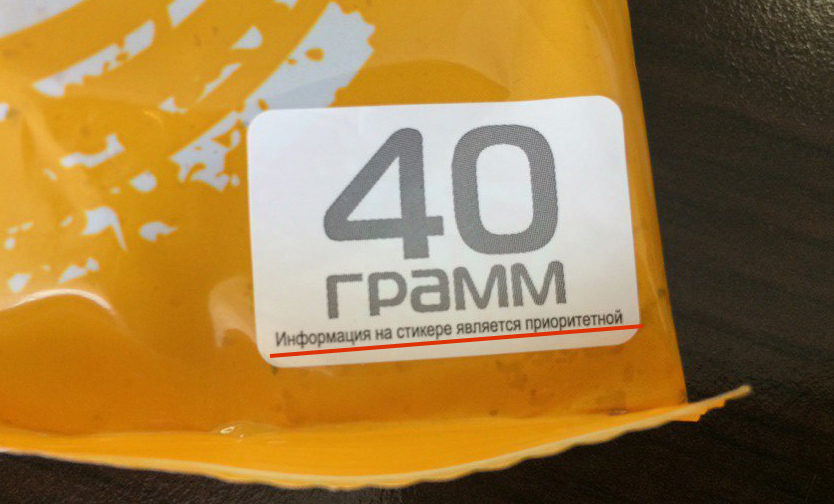 40
грамм
Информация на стикере является приоритетной